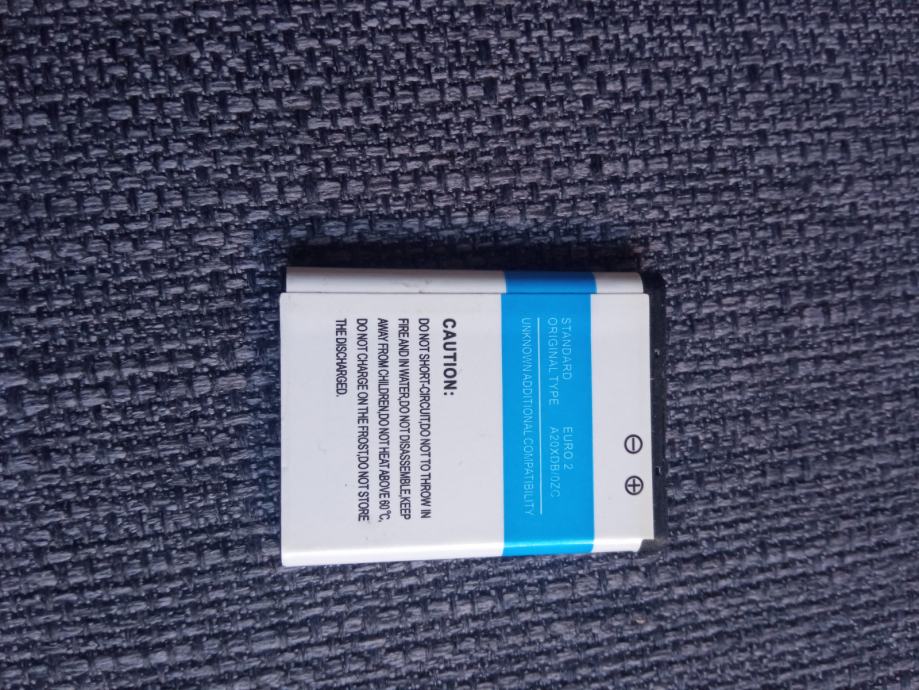 STANDARD EURO 2
ORIGINAL TYPE A20XDB/0ZC
UNKNOWN ADDITIONAL COMPATIBILITY
CAUTION:
DO NOT SHORT-CIRCUIT,DO NOT TO THROW IN
FIRE AND IN WATER,DO NOT DISASSEMBLE,KEEP
AWAY FROM CHILDREN,DO NOT HEAT ABOVE 60℃,
DO NOT CHARGE ON THE FROST,DO NOT STORE
THE DISCHARGED.